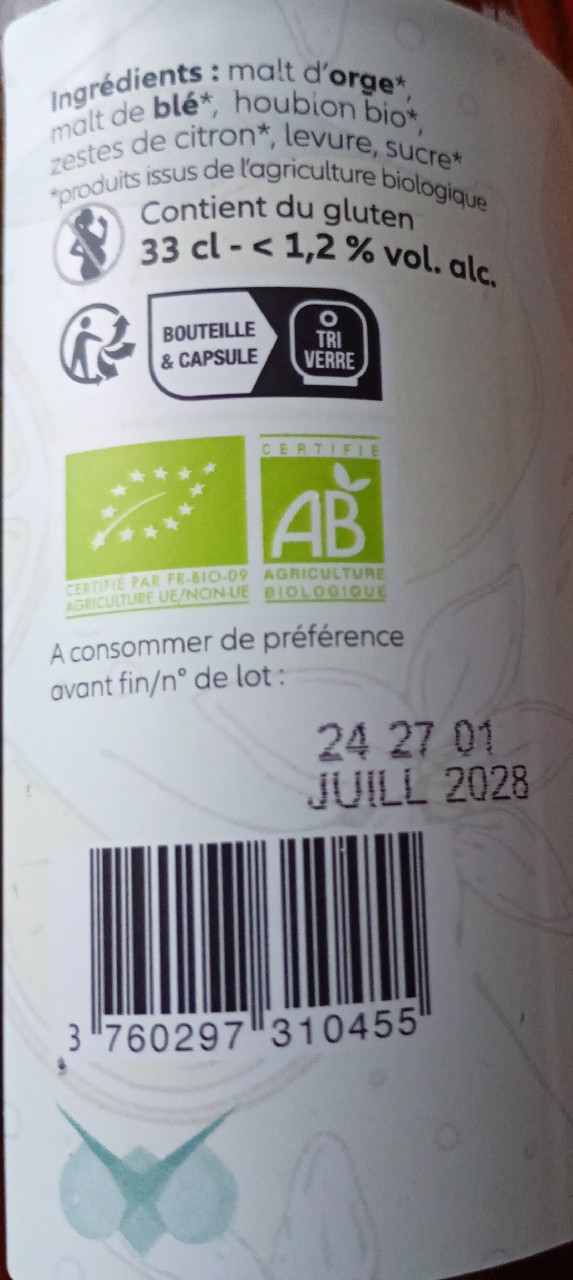 Ingrédients : malt d'orge*,
malt de blé*, houblon bio*,
zestes de citron*, levure, sucre*
*produits issus de l'agriculture biologique
Contient du gluten
33 cl - < 1,2 % vol. alc.
BOUTEILLE
& CAPSULE
TRI
VERRE
CERTIFIÉ PAR FR-BIO-09
AGRICULTURE UE/NON-UE
CERTIFIÉ
AB
AGRICULTURE
BIOLOGIQUE
A consommer de préférence
avant fin/n° de lot :
24 27 01
JUILL 2028
3 760297 310455